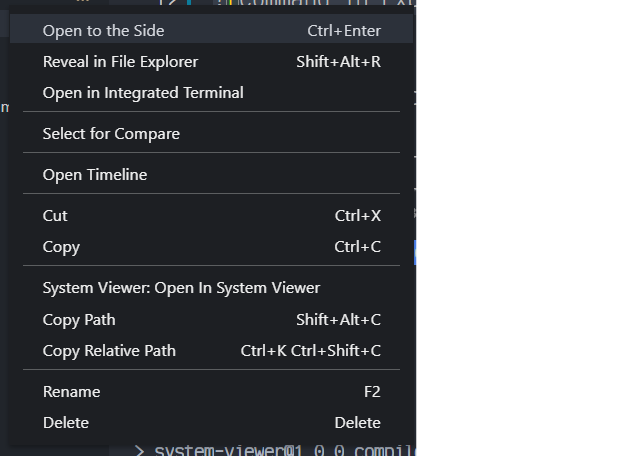 Open to the Side Ctrl+Enter
Reveal in File Explorer Shift+Alt+R
Open in Integrated Terminal
Select for Compare
Open Timeline
Cut Ctrl+X
Copy Ctrl+C
System Viewer: Open In System Viewer
Copy Path Shift+Alt+C
Copy Relative Path Ctrl+K Ctrl+Shift+C
Rename F2
Delete Delete
> system-viewer@1.0.0 compile